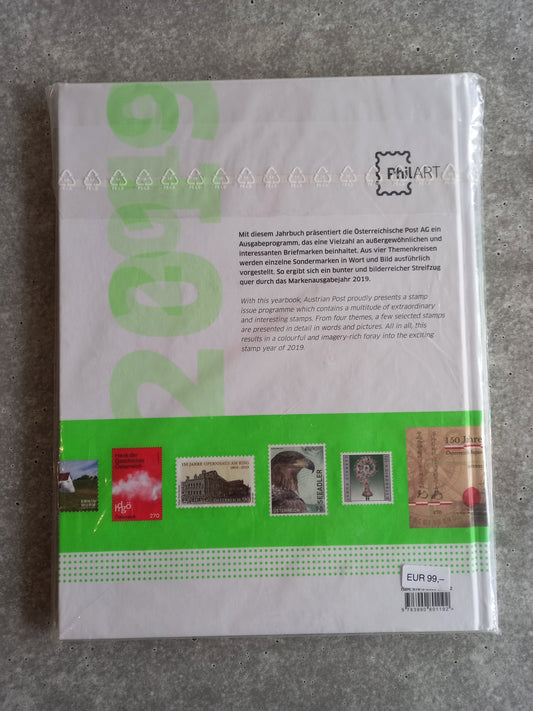 2019
PhilART
Mit diesem Jahrbuch präsentiert die Österreichische Post AG ein
Ausgabeprogramm, das eine Vielzahl an außergewöhnlichen und
interessanten Briefmarken beinhaltet. Aus vier Themenkreisen
werden einzelne Sondermarken in Wort und Bild ausführlich
vorgestellt. So ergibt sich ein bunter und bilderreicher Streifzug
quer durch das Markenausgabejahr 2019.
With this yearbook, Austrian Post proudly presents a stamp
issue programme which contains a multitude of extraordinary
and interesting stamps. From four themes, a few selected stamps
are presented in detail in words and pictures. All in all, this
results in a colourful and imagery-rich foray into the exciting
stamp year of 2019.
150 JAHRE OPERNHAUS AM RING
SEEADLER
ÖSTERREICH
270
150 Jahre
EUR 99,–